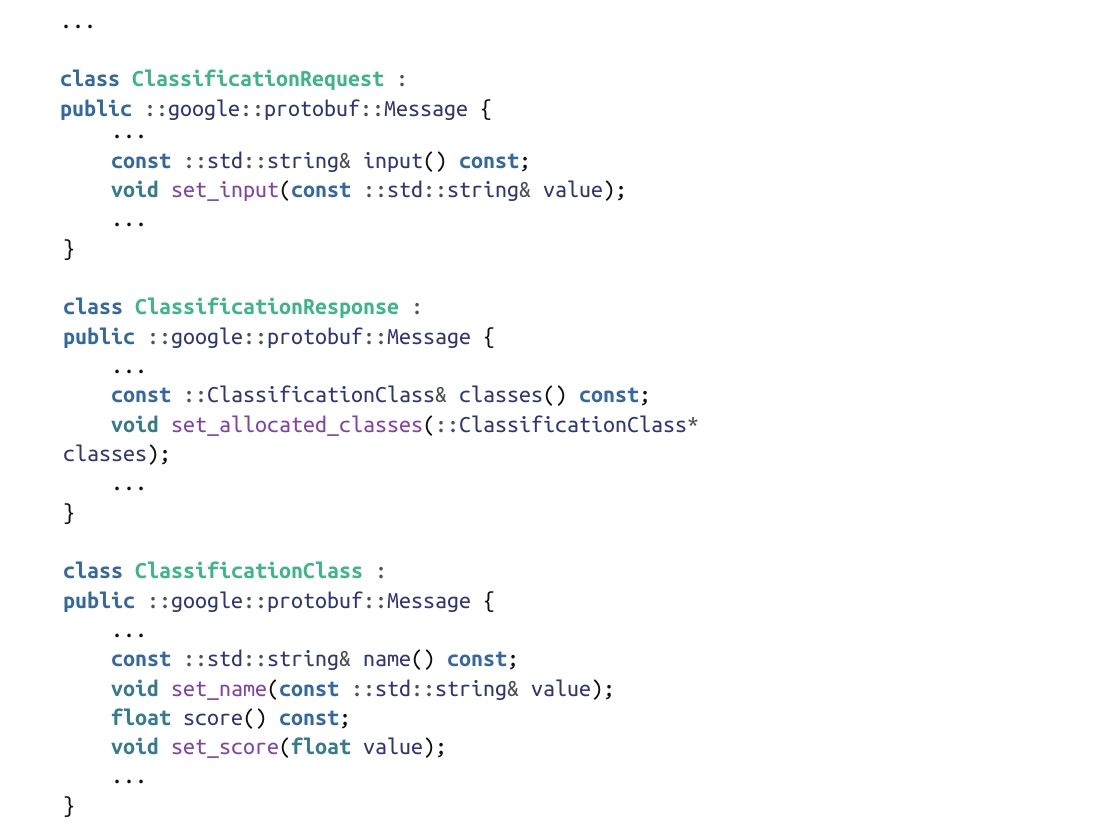 ...
class ClassificationRequest :
public ::google::protobuf::Message {
...
const ::std::string& input() const;
void set_input(const ::std::string& value);
...
}
class ClassificationResponse :
public ::google::protobuf::Message {
...
const ::ClassificationClass& classes() const;
void set_allocated_classes(::ClassificationClass*
classes);
...
}
class ClassificationClass :
public ::google::protobuf::Message {
...
const ::std::string& name() const;
void set_name(const ::std::string& value);
float score() const;
void set_score(float value);
...
}